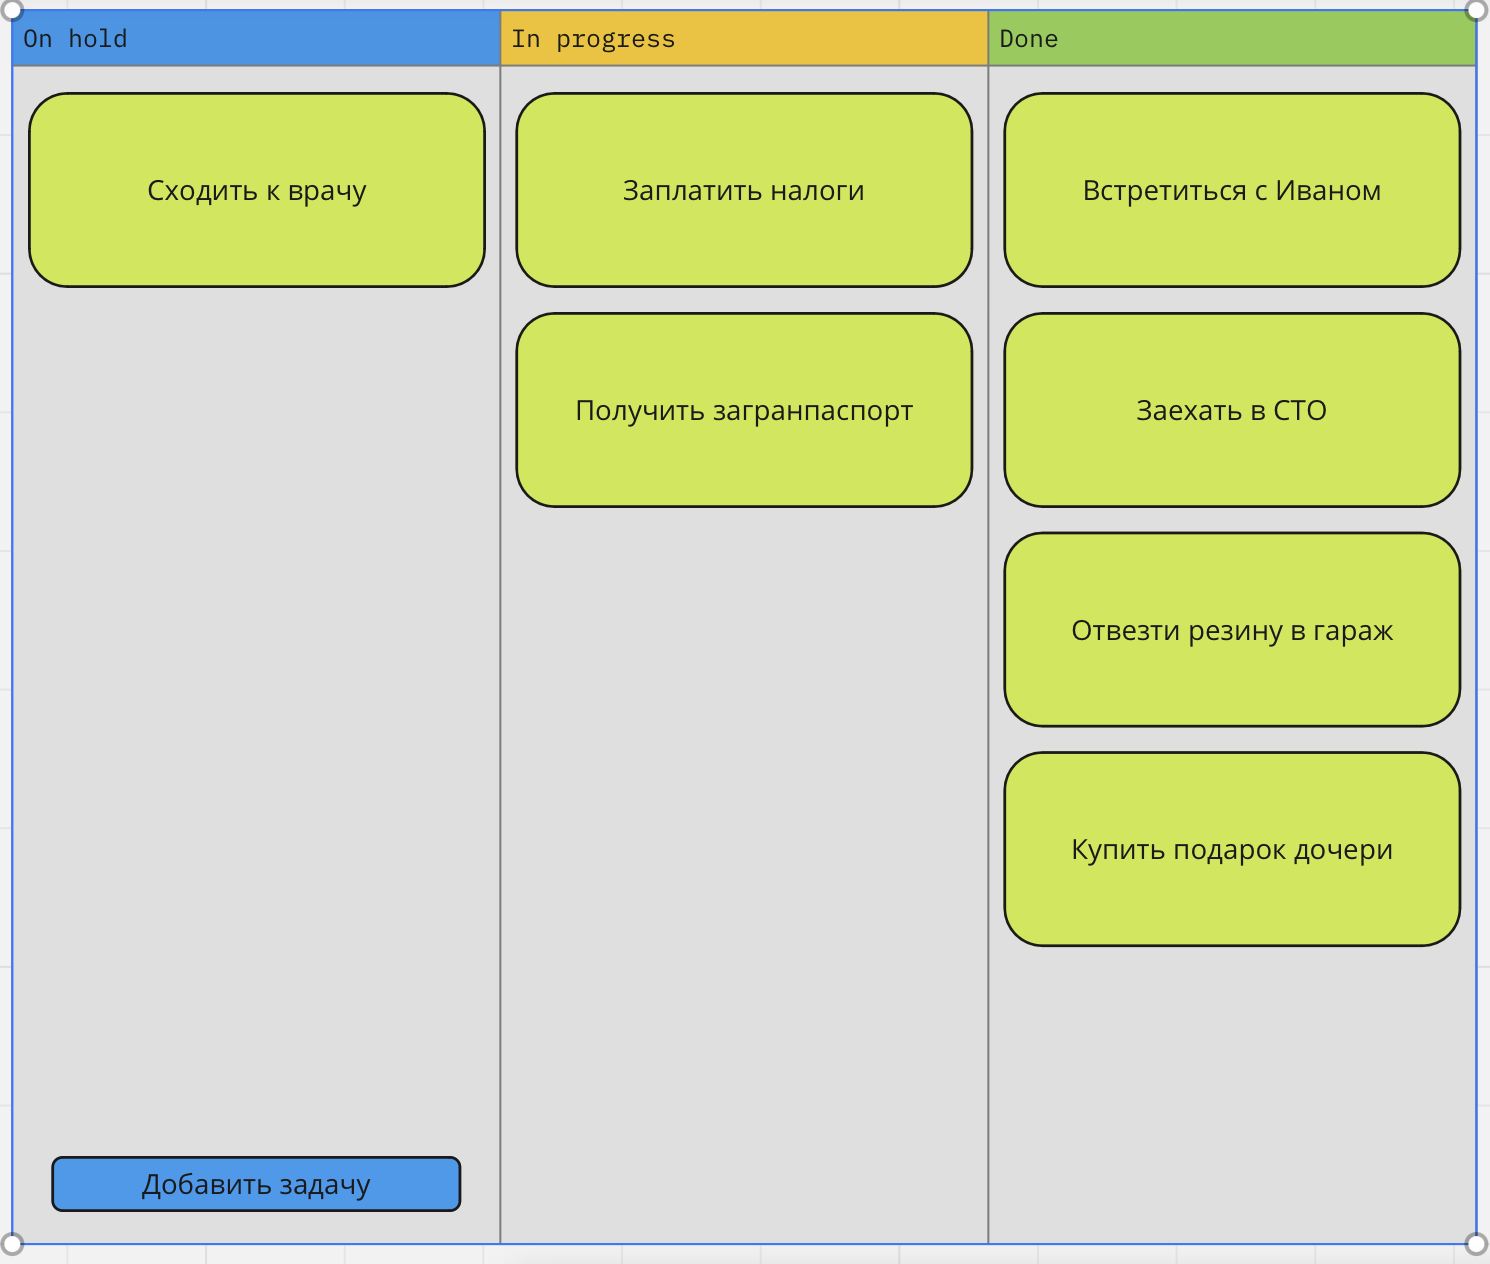 On hold
In progress
Done
Сходить к врачу
Заплатить налоги
Встретиться с Иваном
Получить загранпаспорт
Заехать в СТО
Отвезти резину в гараж
Купить подарок дочери
Добавить задачу